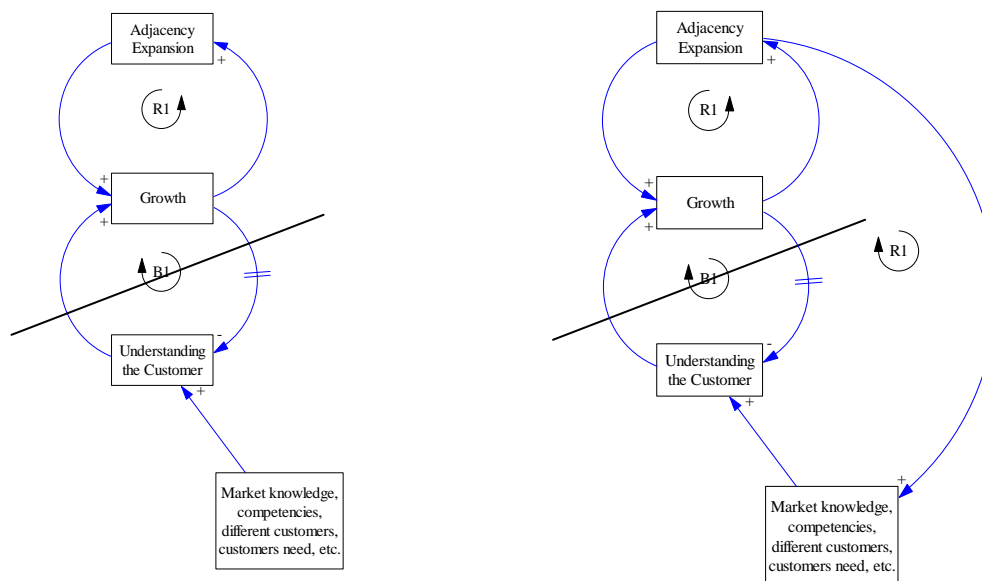 Adjacency
Expansion
+
R1
+
Growth
+
B1
-
Understanding
the Customer
+
Market knowledge,
competencies,
different customers,
customers need, etc.
Adjacency
Expansion
+
R1
+
Growth
+
R1
B1
-
Understanding
the Customer
+
+
Market knowledge,
competencies,
different customers,
customers need, etc.